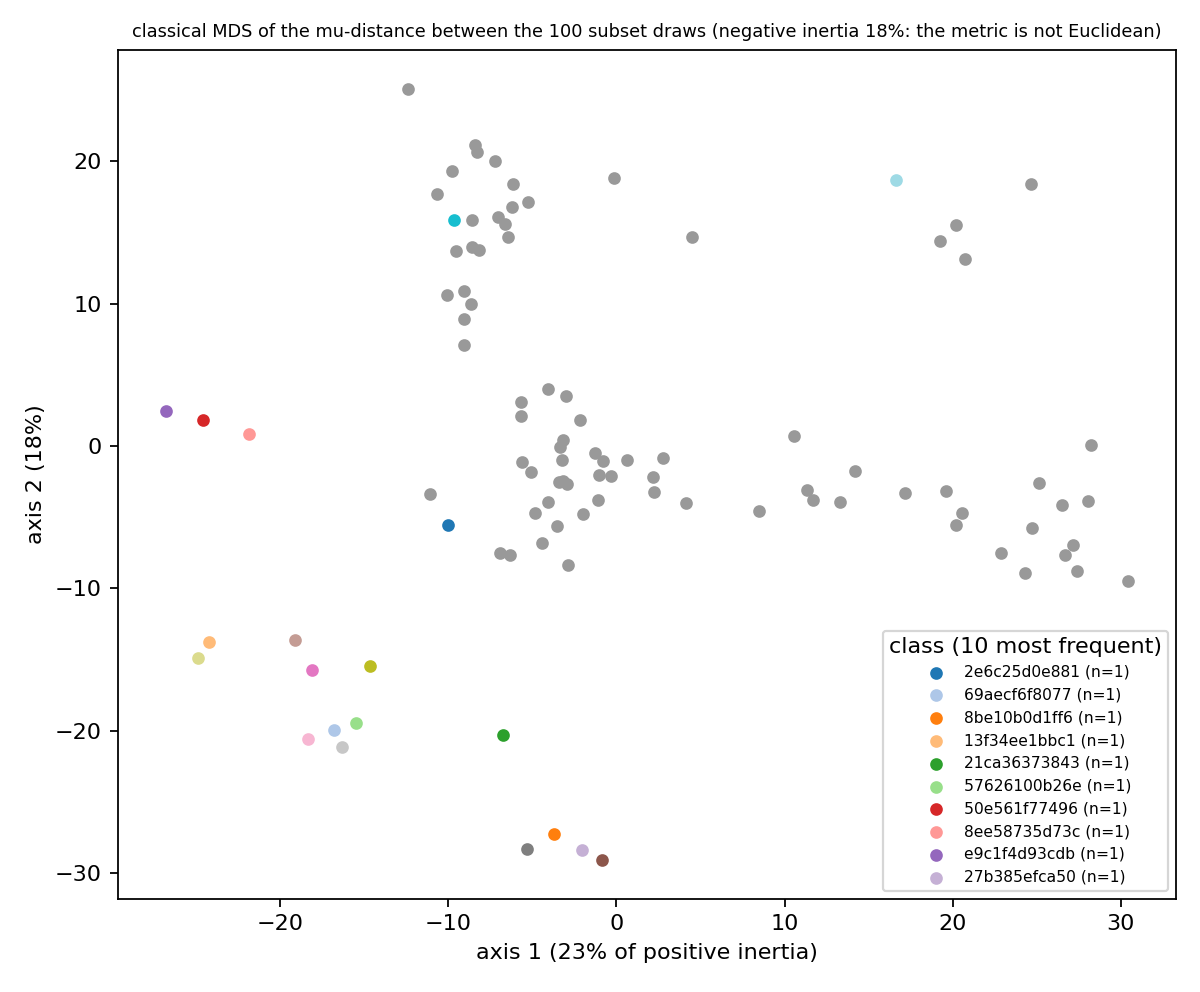 classical MDS of the mu-distance between the 100 subset draws (negative inertia 18%: the metric is not Euclidean)
20
10
0
−10
−20
−30
axis 2 (18%)
class (10 most frequent)
2e6c25d0e881 (n=1)
69aecf6f8077 (n=1)
8be10b0d1ff6 (n=1)
13f34ee1bbc1 (n=1)
21ca36373843 (n=1)
57626100b26e (n=1)
50e561f77496 (n=1)
8ee58735d73c (n=1)
e9c1f4d93cdb (n=1)
27b385efca50 (n=1)
−20 −10 0 10 20 30
axis 1 (23% of positive inertia)